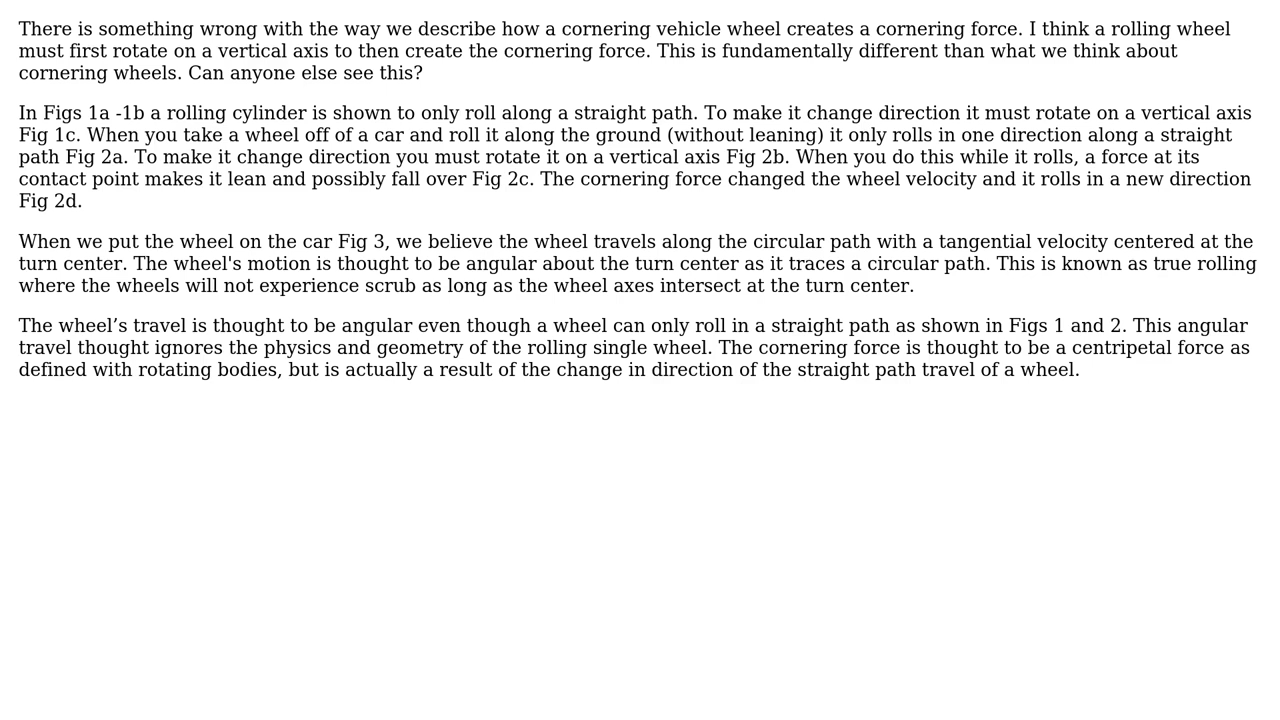 There is something wrong with the way we describe how a cornering vehicle wheel creates a cornering force. I think a rolling wheel
must first rotate on a vertical axis to then create the cornering force. This is fundamentally different than what we think about
cornering wheels. Can anyone else see this?
In Figs 1a -1b a rolling cylinder is shown to only roll along a straight path. To make it change direction it must rotate on a vertical axis
Fig 1c. When you take a wheel off of a car and roll it along the ground (without leaning) it only rolls in one direction along a straight
path Fig 2a. To make it change direction you must rotate it on a vertical axis Fig 2b. When you do this while it rolls, a force at its
contact point makes it lean and possibly fall over Fig 2c. The cornering force changed the wheel velocity and it rolls in a new direction
Fig 2d.
When we put the wheel on the car Fig 3, we believe the wheel travels along the circular path with a tangential velocity centered at the
turn center. The wheel's motion is thought to be angular about the turn center as it traces a circular path. This is known as true rolling
where the wheels will not experience scrub as long as the wheel axes intersect at the turn center.
The wheel’s travel is thought to be angular even though a wheel can only roll in a straight path as shown in Figs 1 and 2. This angular
travel thought ignores the physics and geometry of the rolling single wheel. The cornering force is thought to be a centripetal force as
defined with rotating bodies, but is actually a result of the change in direction of the straight path travel of a wheel.